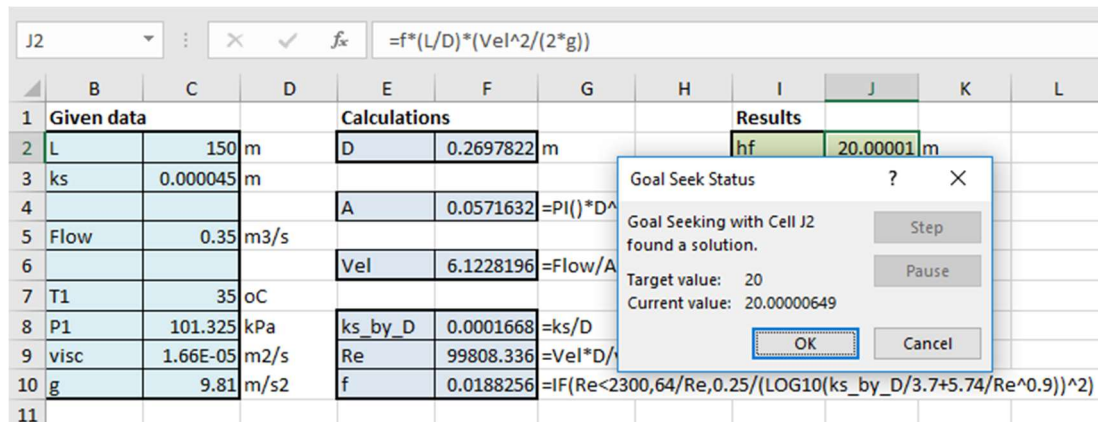 J2 fx =f*(L/D)*(Vel^2/(2*g))
B C D E F G H I J K L
1 Given data Calculations Results
2 L 150 m D 0.2697822 m hf 20.00001 m
3 ks 0.000045 m
4 A 0.0571632 =PI()*D^
5 Flow 0.35 m3/s
6 Vel 6.1228196 =Flow/A
7 T1 35 oC
8 P1 101.325 kPa ks_by_D 0.0001668 =ks/D
9 visc 1.66E-05 m2/s Re 99808.336 =Vel*D/
10 g 9.81 m/s2 f 0.0188256 =IF(Re<2300,64/Re,0.25/(LOG10(ks_by_D/3.7+5.74/Re^0.9))^2)
11
Goal Seek Status ? ×
Goal Seeking with Cell J2
found a solution.
Step
Target value: 20
Pause
Current value: 20.00000649
OK Cancel